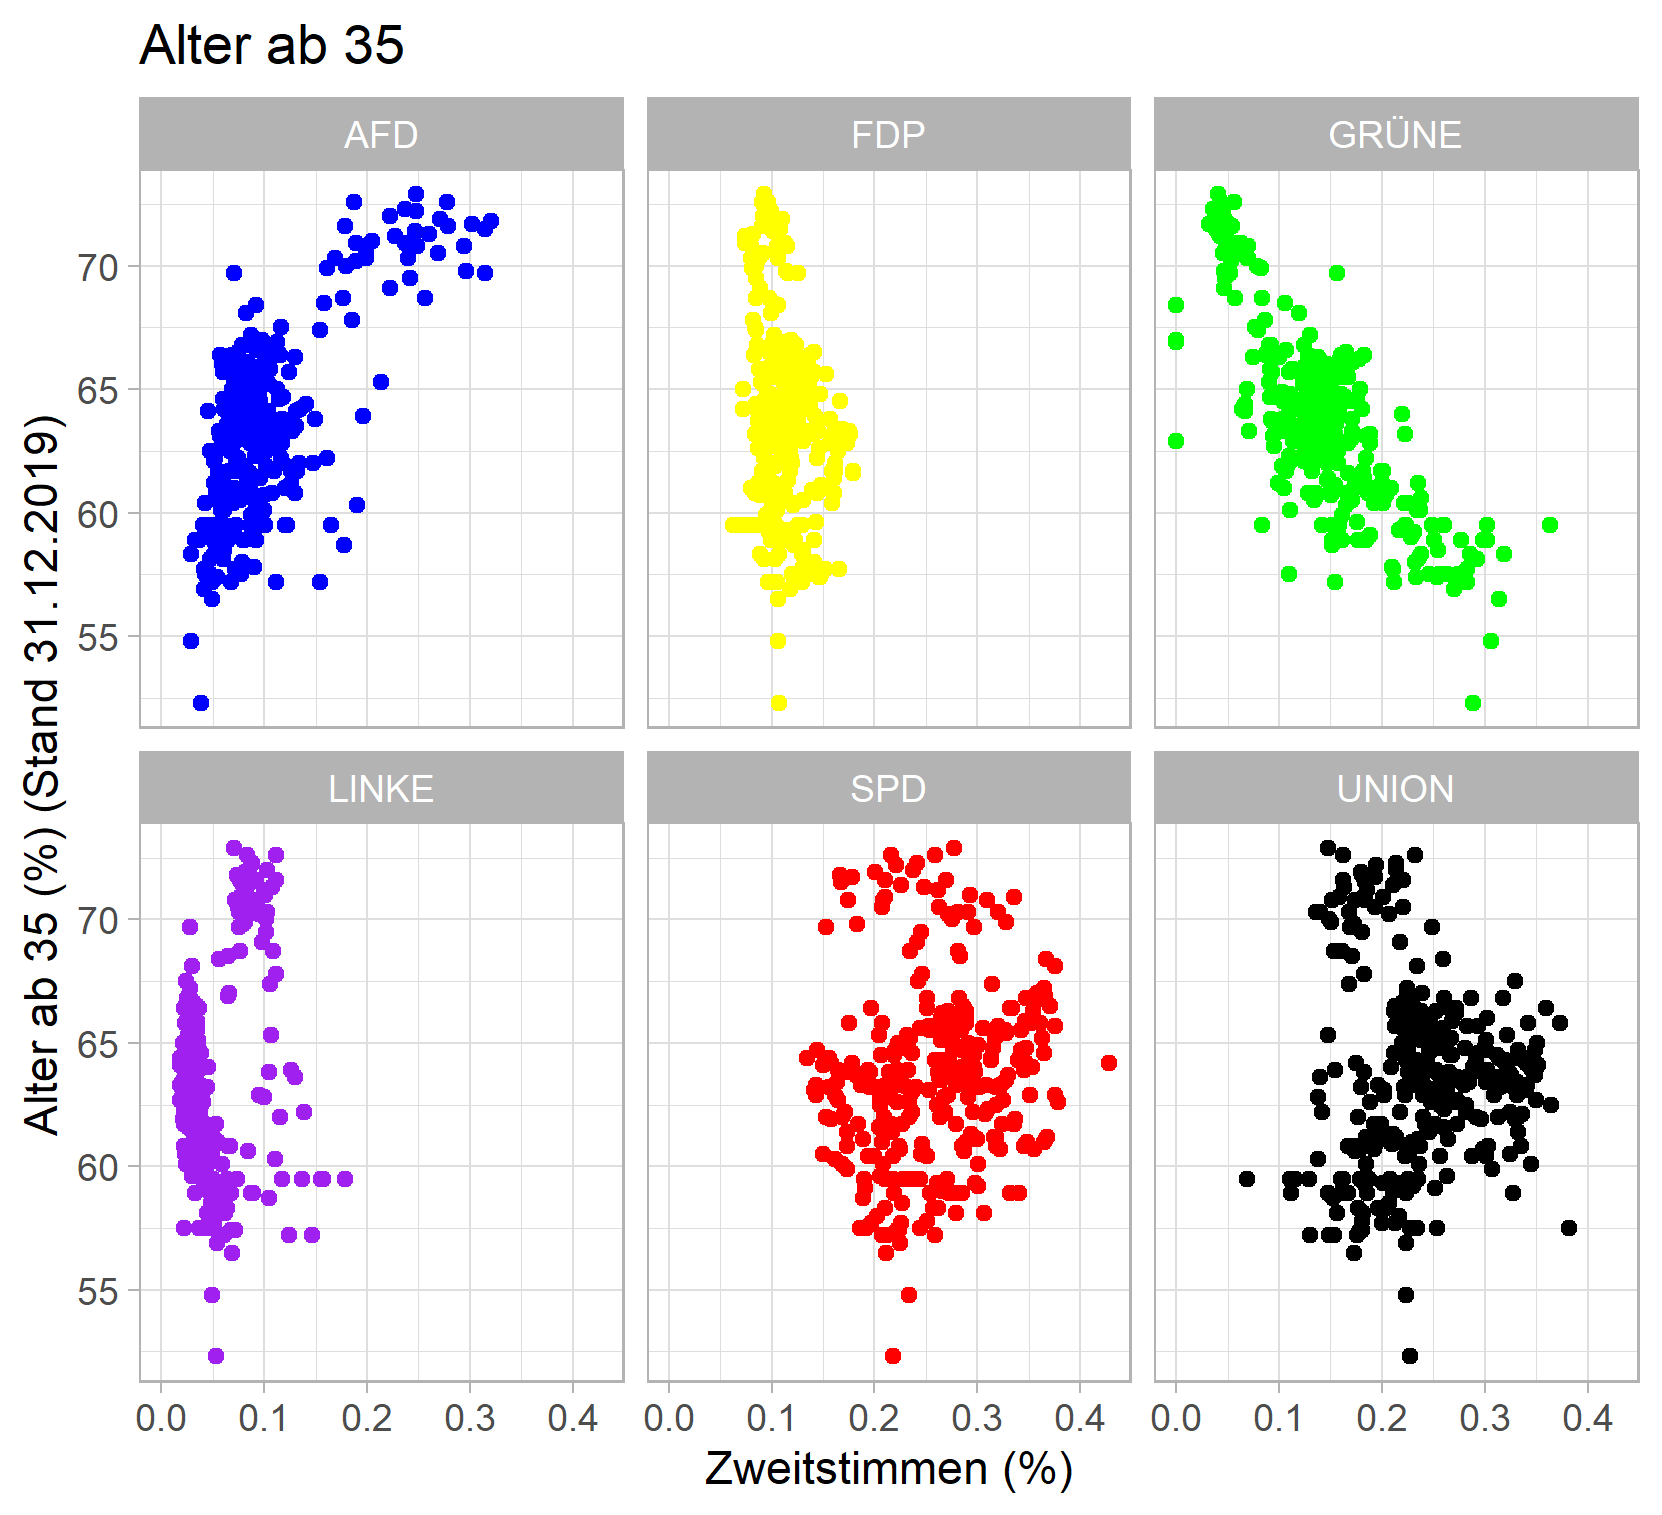 Alter ab 35
AFD
FDP
GRÜNE
70
65
60
55
Alter ab 35 (%) (Stand 31.12.2019)
LINKE
SPD
UNION
70
65
60
55
0.0 0.1 0.2 0.3 0.4
0.0 0.1 0.2 0.3 0.4
0.0 0.1 0.2 0.3 0.4
Zweitstimmen (%)